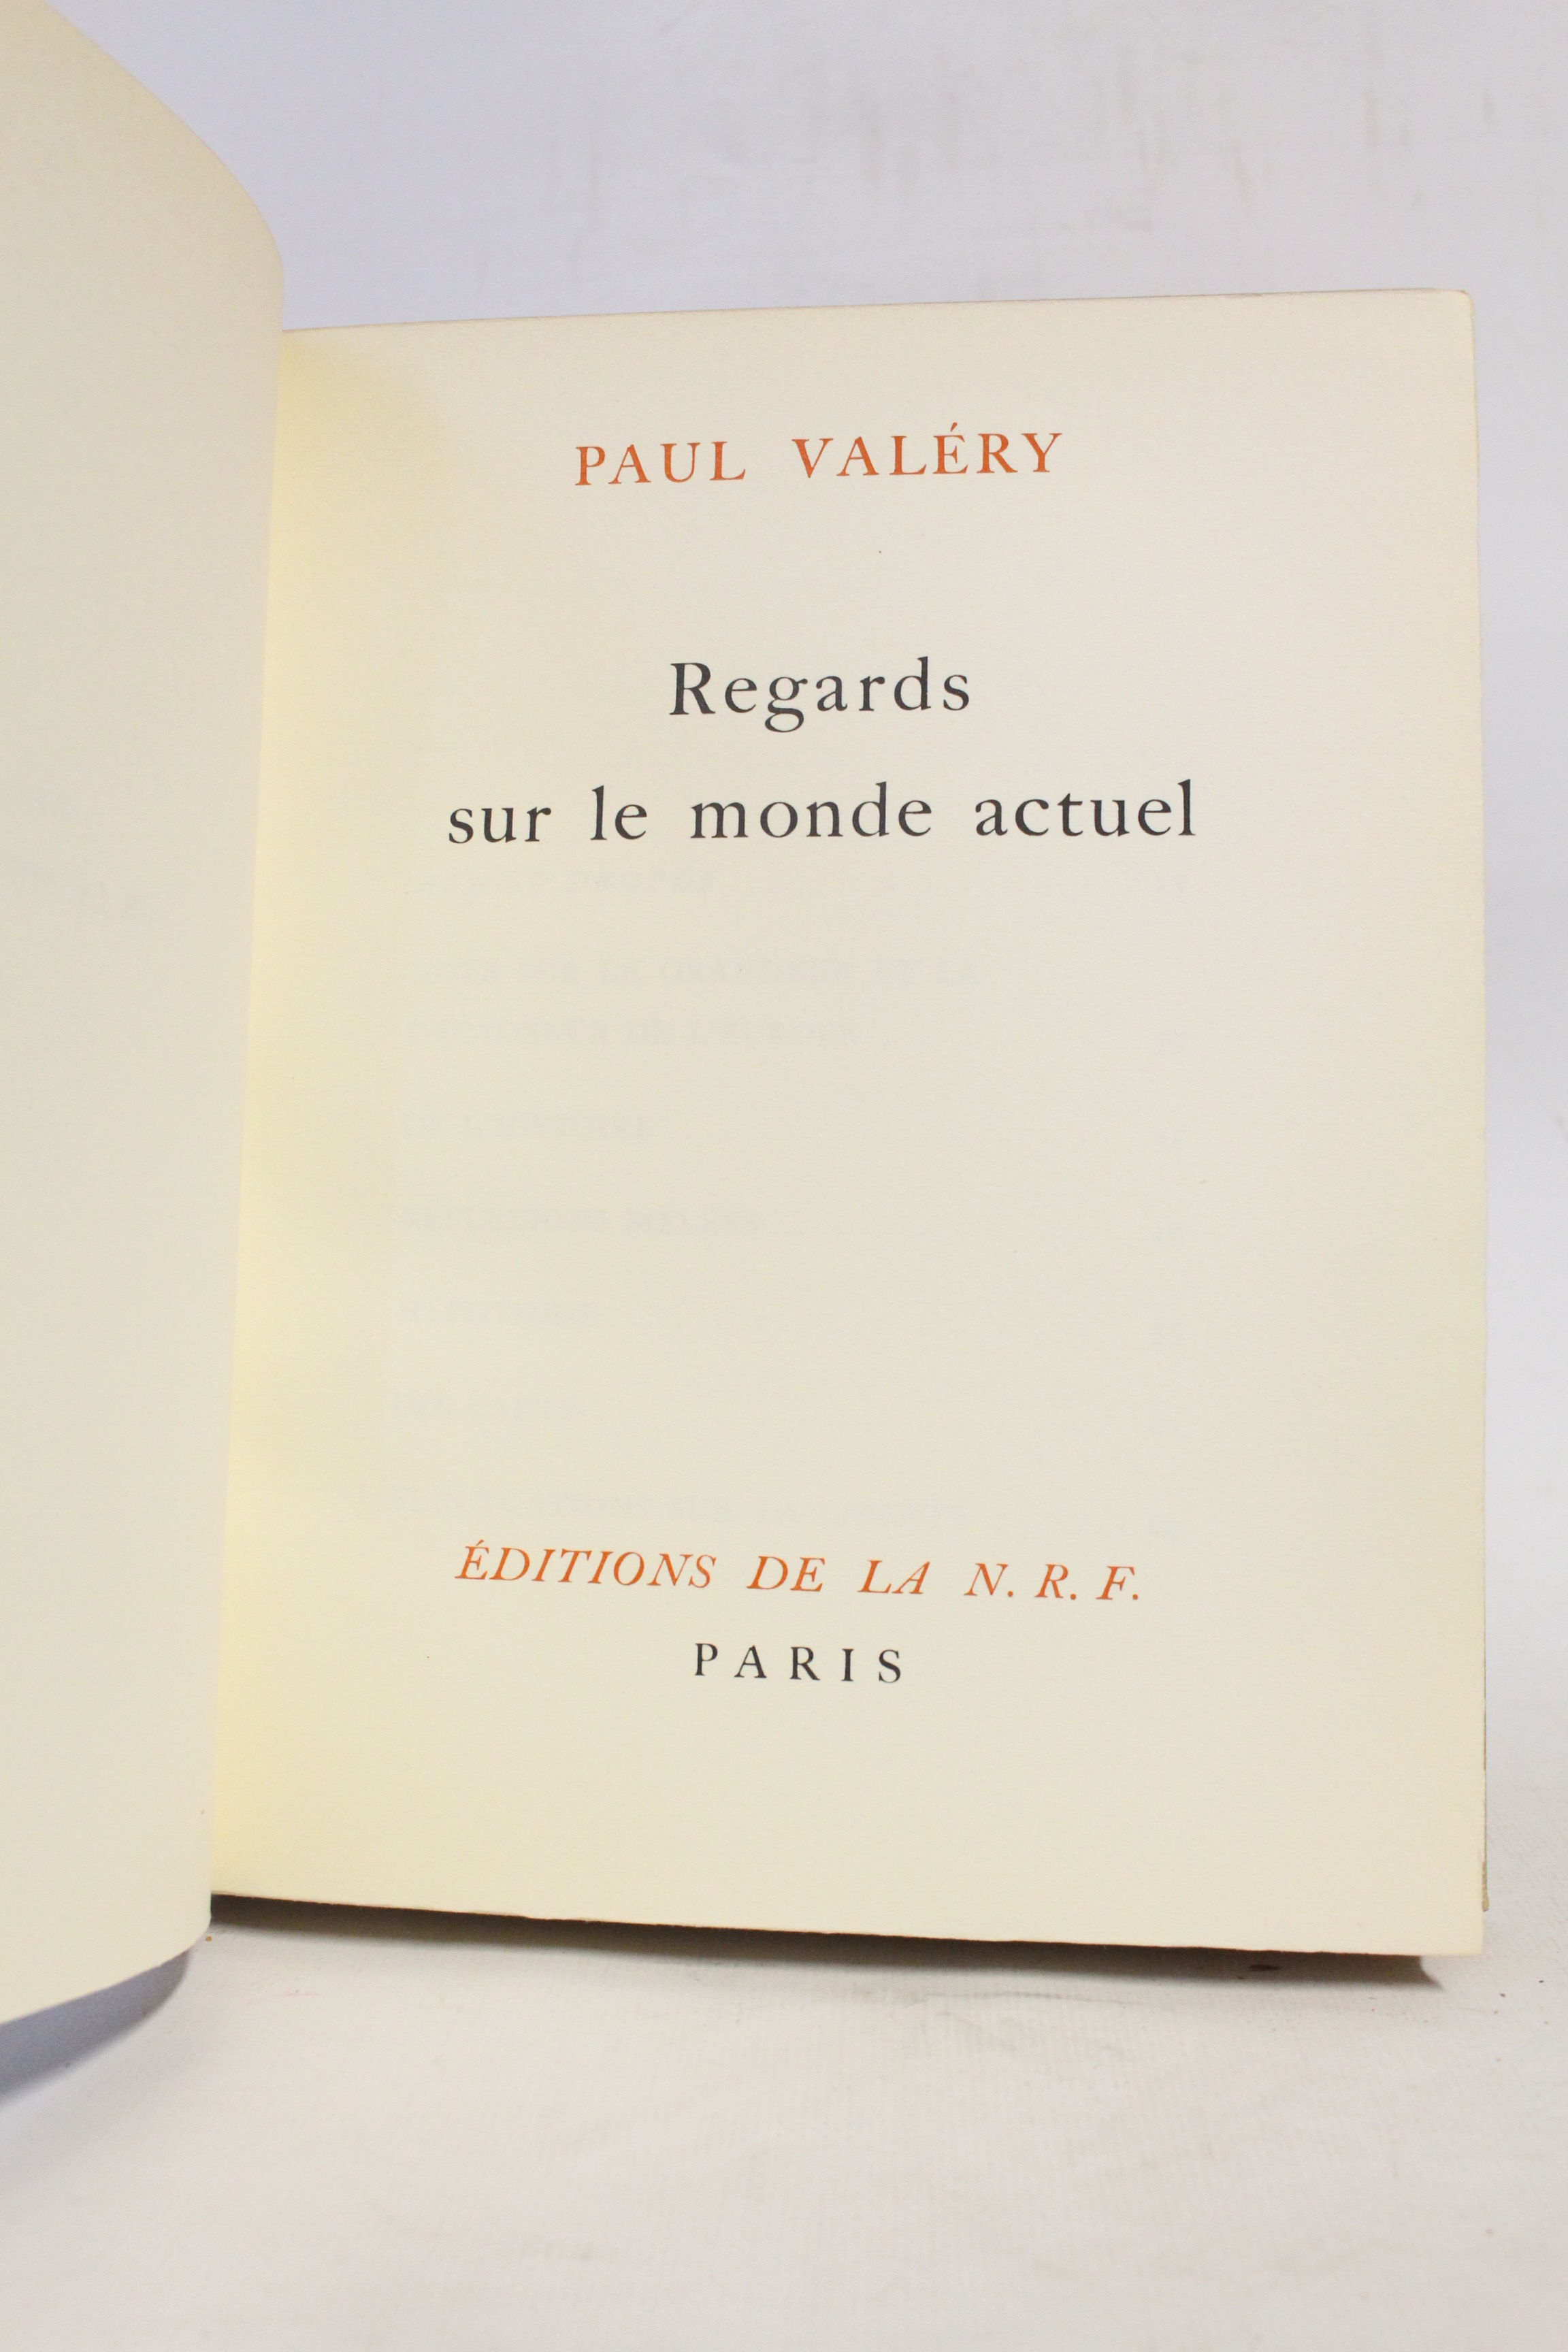 PAUL VALÉRY
Regards
sur le monde actuel
ÉDITIONS DE LA N. R. F.
PARIS